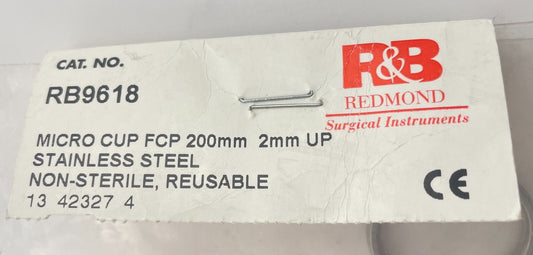 CAT. NO.
RB9618
R&B
REDMOND
Surgical Instruments
MICRO CUP FCP 200mm 2mm UP
STAINLESS STEEL
NON-STERILE, REUSABLE
13 42327 4
CE